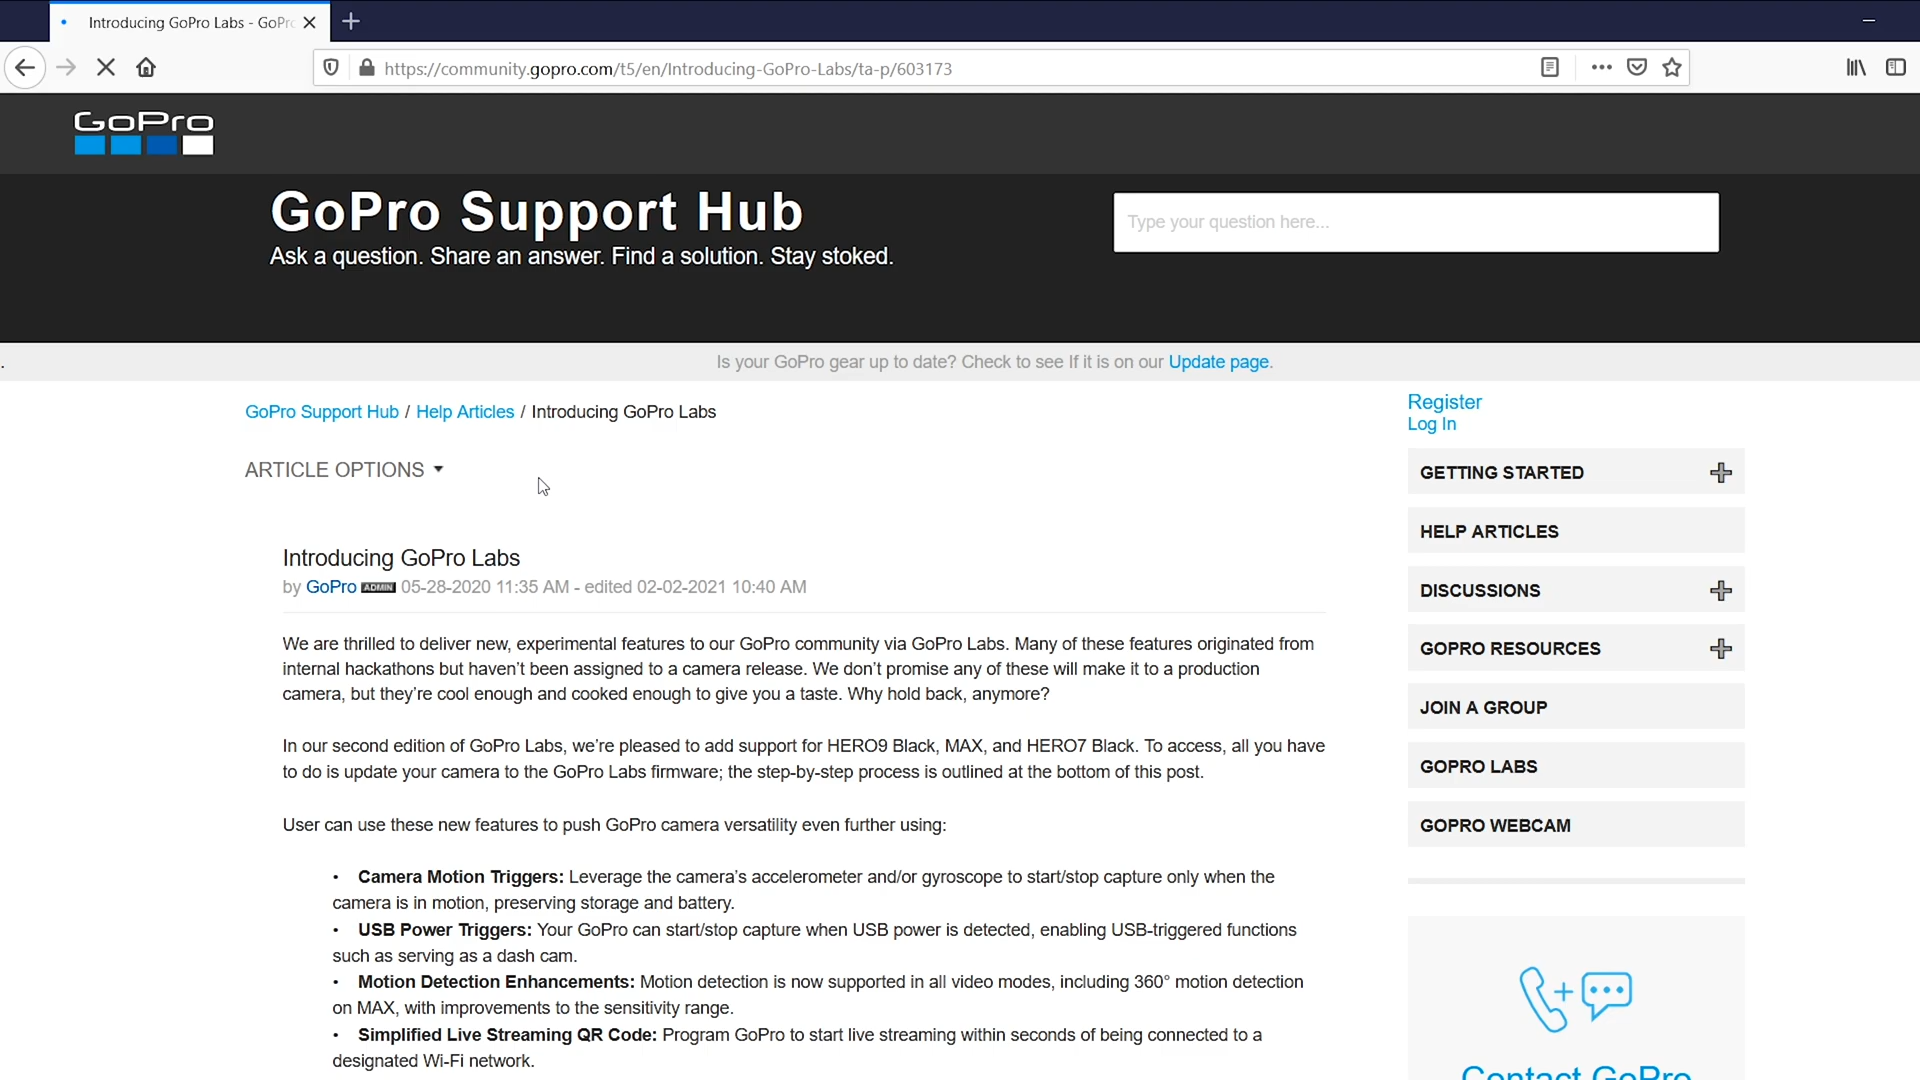 Introducing GoPro Labs - GoPro
https://community.gopro.com/t5/en/Introducing-GoPro-Labs/ta-p/603173
GoPro
GoPro Support Hub
Ask a question. Share an answer. Find a solution. Stay stoked.
Type your question here...
Is your GoPro gear up to date? Check to see If it is on our Update page.
GoPro Support Hub / Help Articles / Introducing GoPro Labs
ARTICLE OPTIONS
Introducing GoPro Labs
by GoPro ADMIN 05-28-2020 11:35 AM - edited 02-02-2021 10:40 AM
We are thrilled to deliver new, experimental features to our GoPro community via GoPro Labs. Many of these features originated from
internal hackathons but haven't been assigned to a camera release. We don't promise any of these will make it to a production
camera, but they're cool enough and cooked enough to give you a taste. Why hold back, anymore?
In our second edition of GoPro Labs, we're pleased to add support for HERO9 Black, MAX, and HERO7 Black. To access, all you have
to do is update your camera to the GoPro Labs firmware; the step-by-step process is outlined at the bottom of this post.
User can use these new features to push GoPro camera versatility even further using:
• Camera Motion Triggers: Leverage the camera's accelerometer and/or gyroscope to start/stop capture only when the
camera is in motion, preserving storage and battery.
• USB Power Triggers: Your GoPro can start/stop capture when USB power is detected, enabling USB-triggered functions
such as serving as a dash cam.
• Motion Detection Enhancements: Motion detection is now supported in all video modes, including 360° motion detection
on MAX, with improvements to the sensitivity range.
• Simplified Live Streaming QR Code: Program GoPro to start live streaming within seconds of being connected to a
designated Wi-Fi network.
Register
Log In
GETTING STARTED
HELP ARTICLES
DISCUSSIONS
GOPRO RESOURCES
JOIN A GROUP
GOPRO LABS
GOPRO WEBCAM
Contact GoPro